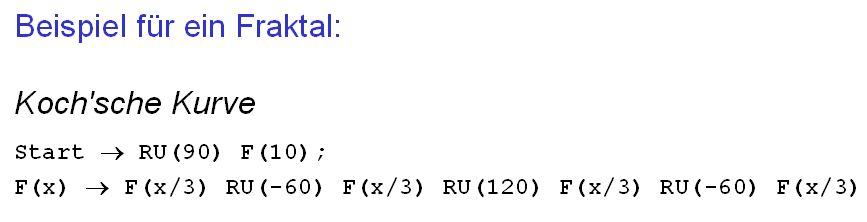 Beispiel für ein Fraktal:
Koch'sche Kurve
Start → RU(90) F(10);
F(x) → F(x/3) RU(-60) F(x/3) RU(120) F(x/3) RU(-60) F(x/3)